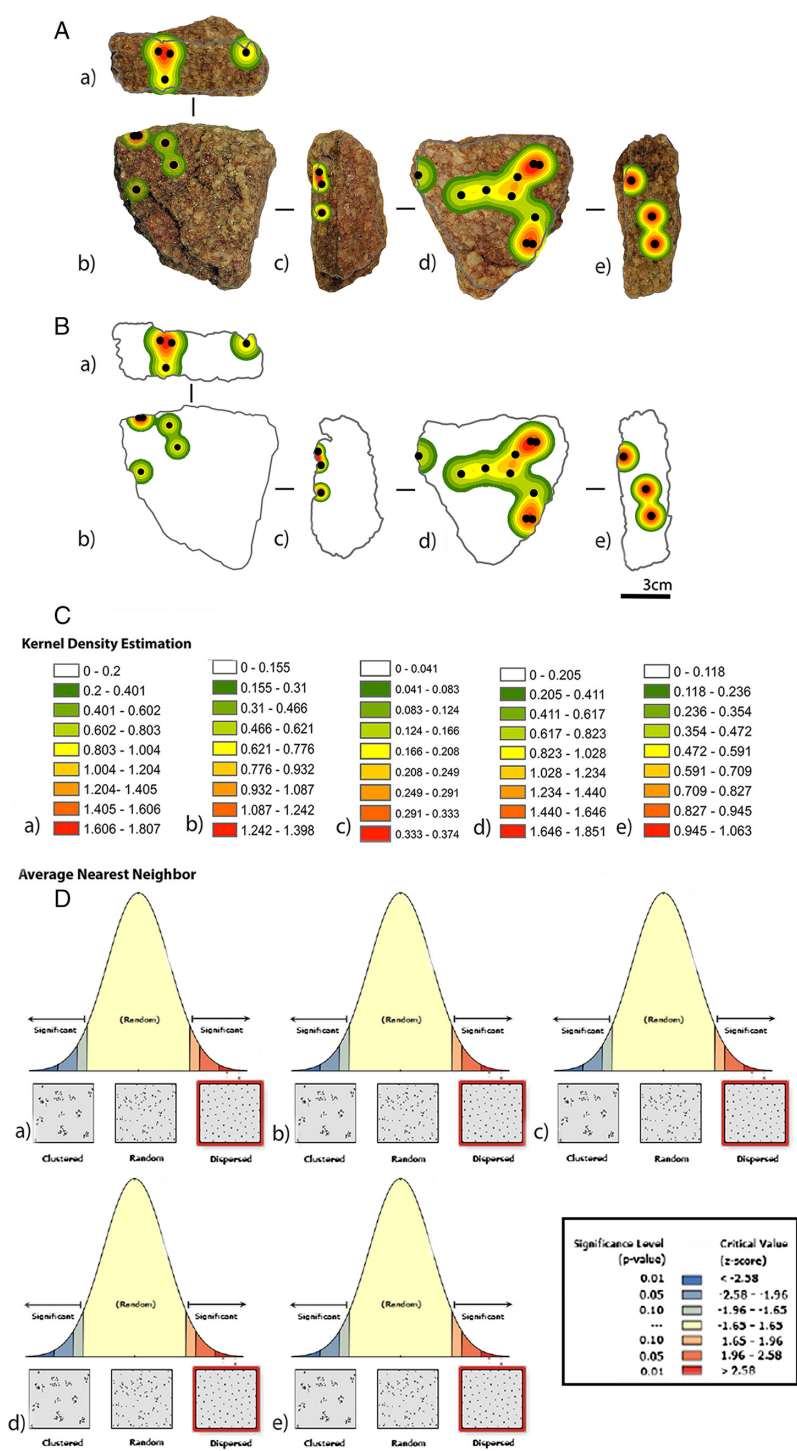 A
a)
b)
c)
d)
e)
B
a)
b)
c)
d)
e)
3cm
C
Kernel Density Estimation
0 - 0.2
0.2 - 0.401
0.401 - 0.602
0.602 - 0.803
0.803 - 1.004
1.004 - 1.204
1.204- 1.405
1.405 - 1.606
1.606 - 1.807
a)
0 - 0.155
0.155 - 0.31
0.31 - 0.466
0.466 - 0.621
0.621 - 0.776
0.776 - 0.932
0.932 - 1.087
1.087 - 1.242
1.242 - 1.398
b)
0 - 0.041
0.041 - 0.083
0.083 - 0.124
0.124 - 0.166
0.166 - 0.208
0.208 - 0.249
0.249 - 0.291
0.291 - 0.333
0.333 - 0.374
c)
0 - 0.205
0.205 - 0.411
0.411 - 0.617
0.617 - 0.823
0.823 - 1.028
1.028 - 1.234
1.234 - 1.440
1.440 - 1.646
1.646 - 1.851
d)
0 - 0.118
0.118 - 0.236
0.236 - 0.354
0.354 - 0.472
0.472 - 0.591
0.591 - 0.709
0.709 - 0.827
0.827 - 0.945
0.945 - 1.063
e)
Average Nearest Neighbor
D
Significant (Random) Significant
a)
Clustered Random Dispersed
Significant (Random) Significant
b)
Clustered Random Dispersed
Significant (Random) Significant
c)
Clustered Random Dispersed
Significant (Random) Significant
d)
Clustered Random Dispersed
Significant (Random) Significant
e)
Clustered Random Dispersed
Significance Level Critical Value
(p-value) (z-score)
0.01 < -2.58
0.05 -2.58 - -1.96
0.10 -1.96 - -1.65
--- -1.65 - 1.65
0.10 1.65 - 1.96
0.05 1.96 - 2.58
0.01 > 2.58